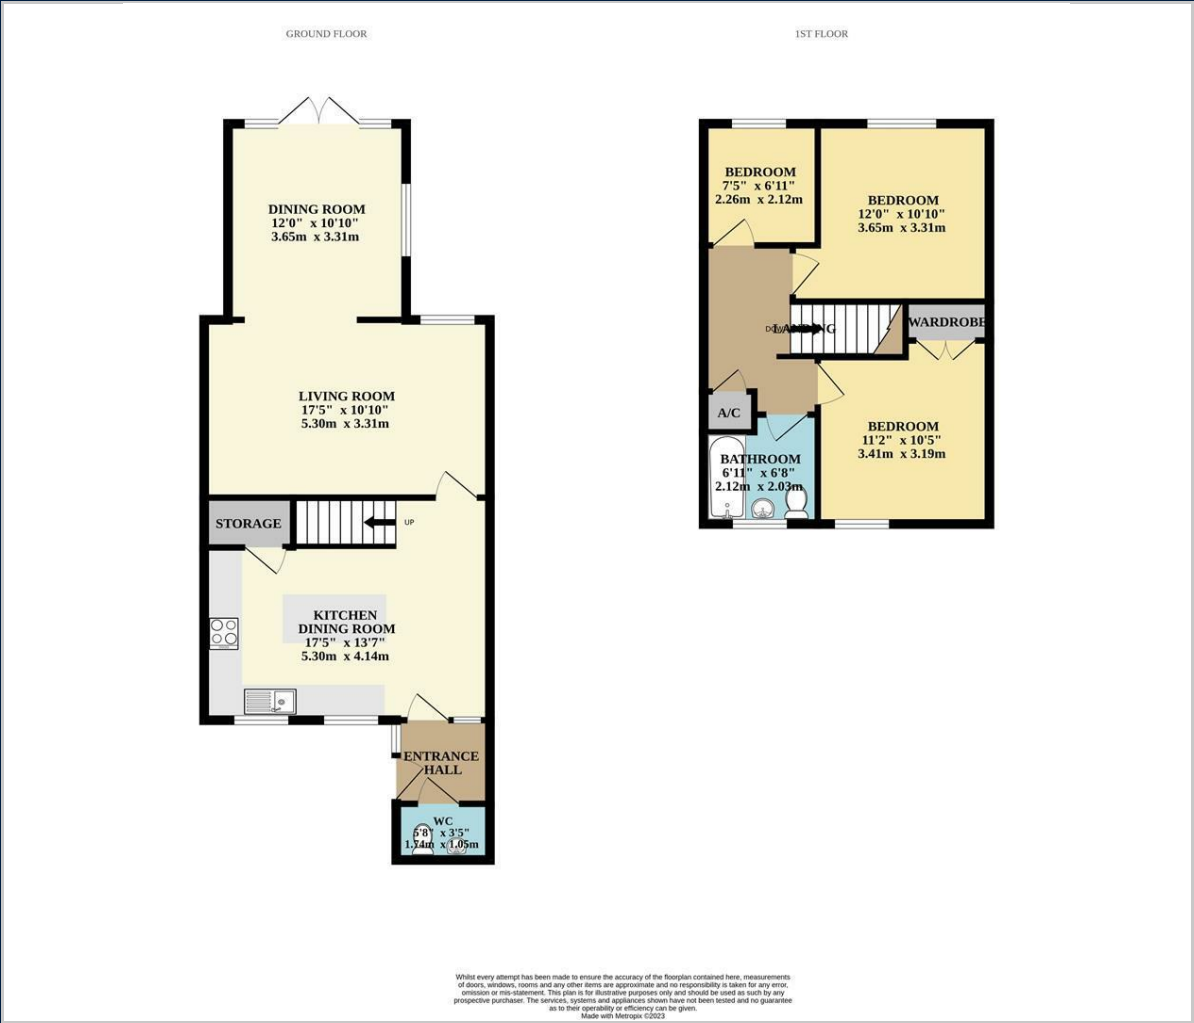 GROUND FLOOR
1ST FLOOR
DINING ROOM
12'0" x 10'10"
3.65m x 3.31m
LIVING ROOM
17'5" x 10'10"
5.30m x 3.31m
STORAGE
UP
KITCHEN
DINING ROOM
17'5" x 13'7"
5.30m x 4.14m
ENTRANCE
HALL
WC
5'8" x 3'5"
1.74m x 1.05m
BEDROOM
7'5" x 6'11"
2.26m x 2.12m
BEDROOM
12'0" x 10'10"
3.65m x 3.31m
DOWN
LANDING
WARDROBE
A/C
BEDROOM
11'2" x 10'5"
3.41m x 3.19m
BATHROOM
6'11" x 6'8"
2.12m x 2.03m
Whilst every attempt has been made to ensure the accuracy of the floorplan contained here, measurements
of doors, windows, rooms and any other items are approximate and no responsibility is taken for any error,
omission or mis-statement. This plan is for illustrative purposes only and should be used as such by any
prospective purchaser. The services, systems and appliances shown have not been tested and no guarantee
as to their operability or efficiency can be given.
Made with Metropix ©2023